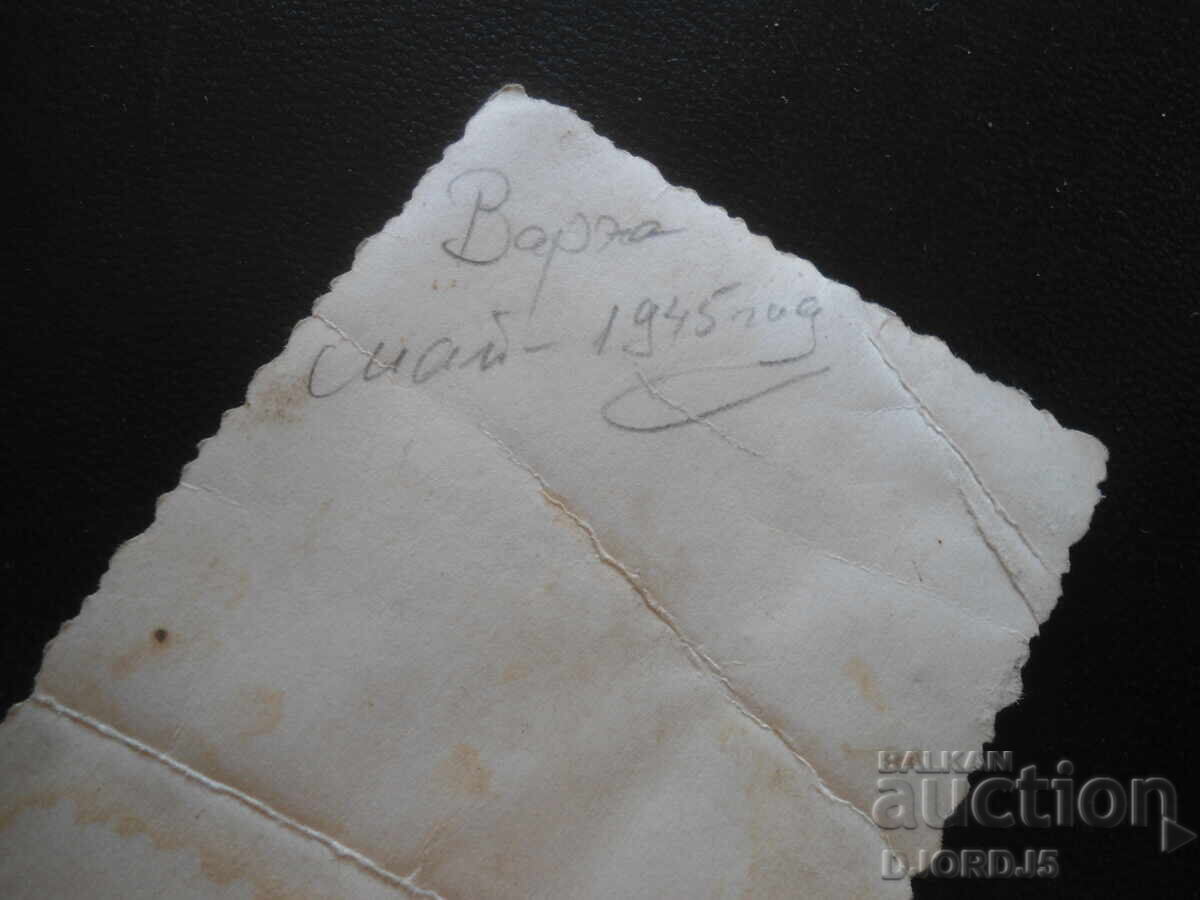 Варна
май - 1945 год
BALKAN
auction
DJORDJ5